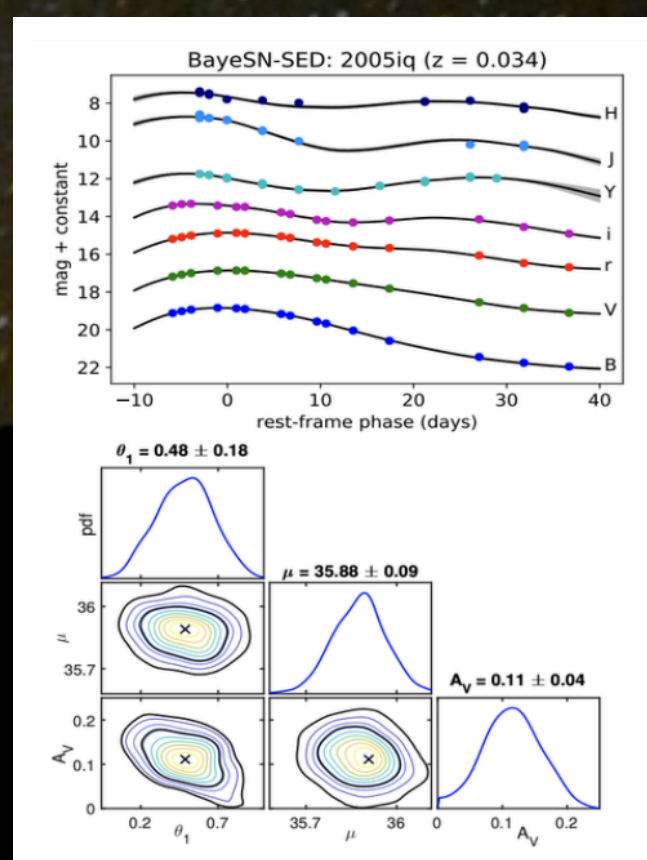 BayeSN-SED: 2005iq (z = 0.034)
mag + constant
8
10
12
14
16
18
20
22
H
J
Y
i
r
V
B
−10
0
10
20
30
40
rest-frame phase (days)
θ1 = 0.48 ± 0.18
pdf
μ = 35.88 ± 0.09
μ
36
35.7
AV = 0.11 ± 0.04
AV
0.2
0.1
0
0.2
0.7
35.7
36
0
0.2
θ1
μ
AV